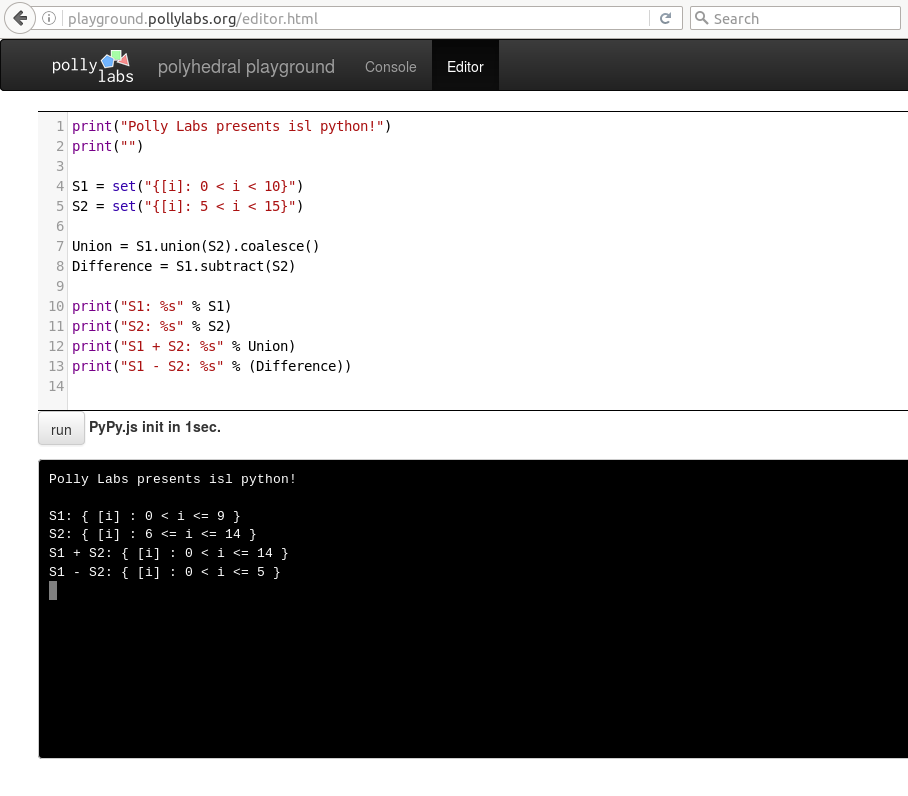 playground.pollylabs.org/editor.html Search
polly labs polyhedral playground Console Editor
1 print("Polly Labs presents isl python!")
2 print("")
3
4 S1 = set("{[i]: 0 < i < 10}")
5 S2 = set("{[i]: 5 < i < 15}")
6
7 Union = S1.union(S2).coalesce()
8 Difference = S1.subtract(S2)
9
10 print("S1: %s" % S1)
11 print("S2: %s" % S2)
12 print("S1 + S2: %s" % Union)
13 print("S1 - S2: %s" % (Difference))
14
run PyPy.js init in 1sec.
Polly Labs presents isl python!
S1: { [i] : 0 < i <= 9 }
S2: { [i] : 6 <= i <= 14 }
S1 + S2: { [i] : 0 < i <= 14 }
S1 - S2: { [i] : 0 < i <= 5 }